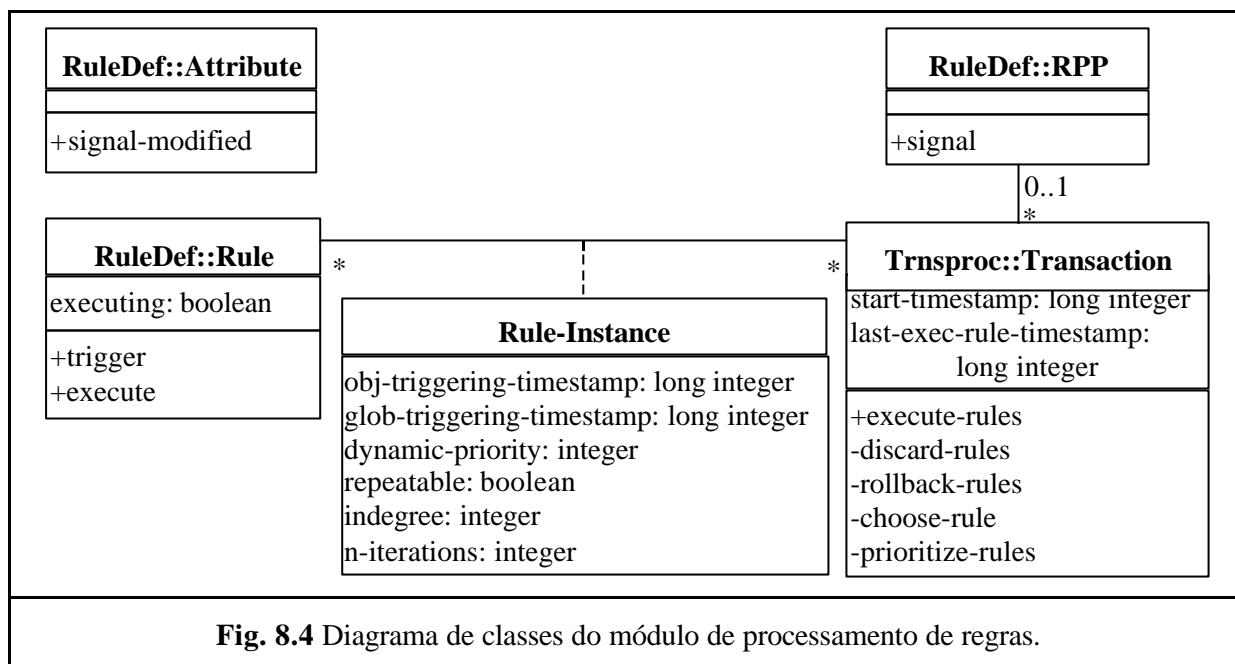 RuleDef::Attribute
+signal-modified
RuleDef::RPP
+signal
0..1
*
RuleDef::Rule
executing: boolean
+trigger
+execute
*
*
Rule-Instance
obj-triggering-timestamp: long integer
glob-triggering-timestamp: long integer
dynamic-priority: integer
repeatable: boolean
indegree: integer
n-iterations: integer
Trnsproc::Transaction
start-timestamp: long integer
last-exec-rule-timestamp:
long integer
+execute-rules
-discard-rules
-rollback-rules
-choose-rule
-prioritize-rules
Fig. 8.4 Diagrama de classes do módulo de processamento de regras.